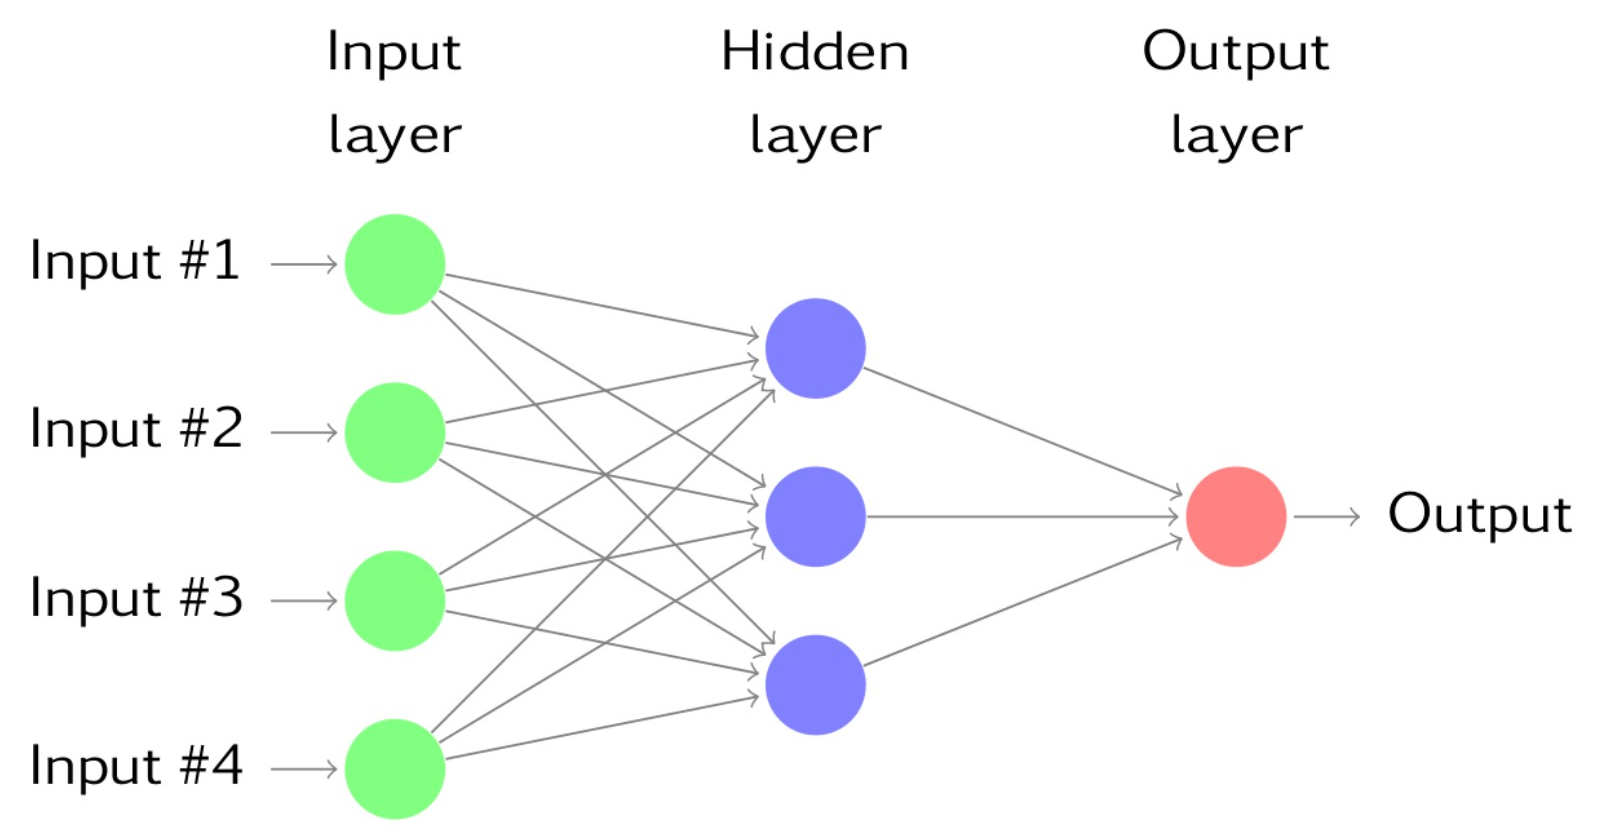 Input
layer
Hidden
layer
Output
layer
Input #1
Input #2
Input #3
Input #4
Output